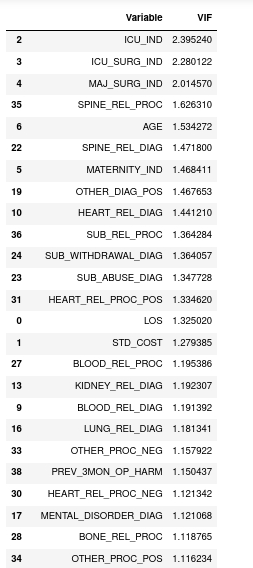 Variable VIF
2 ICU_IND 2.395240
3 ICU_SURG_IND 2.280122
4 MAJ_SURG_IND 2.014570
35 SPINE_REL_PROC 1.626310
6 AGE 1.534272
22 SPINE_REL_DIAG 1.471800
5 MATERNITY_IND 1.468411
19 OTHER_DIAG_POS 1.467653
10 HEART_REL_DIAG 1.441210
36 SUB_REL_PROC 1.364284
24 SUB_WITHDRAWAL_DIAG 1.364057
23 SUB_ABUSE_DIAG 1.347728
31 HEART_REL_PROC_POS 1.334620
0 LOS 1.325020
1 STD_COST 1.279385
27 BLOOD_REL_PROC 1.195386
13 KIDNEY_REL_DIAG 1.192307
9 BLOOD_REL_DIAG 1.191392
16 LUNG_REL_DIAG 1.181341
33 OTHER_PROC_NEG 1.157922
38 PREV_3MON_OP_HARM 1.150437
30 HEART_REL_PROC_NEG 1.121342
17 MENTAL_DISORDER_DIAG 1.121068
28 BONE_REL_PROC 1.118765
34 OTHER_PROC_POS 1.116234